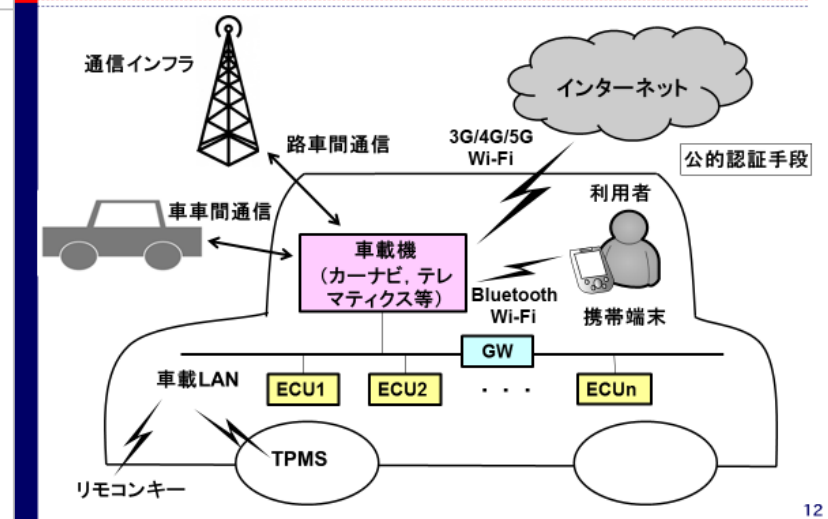 通信インフラ
インターネット
路車間通信
3G/4G/5G
Wi-Fi
公的認証手段
利用者
車車間通信
車載機
（カーナビ，テレ
マティクス等）
Bluetooth
Wi-Fi
携帯端末
GW
車載LAN
ECU1
ECU2
・・・
ECUn
TPMS
リモコンキー
12